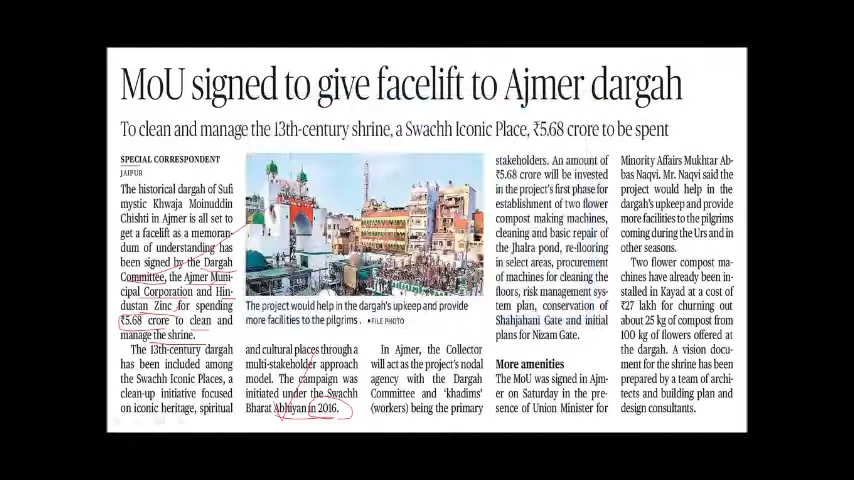 MoU signed to give facelift to Ajmer dargah
To clean and manage the 13th-century shrine, a Swachh Iconic Place, ₹5.68 crore to be spent
SPECIAL CORRESPONDENT
JAIPUR
The historical dargah of Sufi
mystic Khwaja Moinuddin
Chishti in Ajmer is all set to
get a facelift as a memoran-
dum of understanding has
been signed by the Dargah
Committee, the Ajmer Muni-
cipal Corporation and Hin-
dustan Zinc for spending
₹5.68 crore to clean and
manage the shrine.
The 13th-century dargah
has been included among
the Swachh Iconic Places, a
clean-up initiative focused
on iconic heritage, spiritual
The project would help in the dargah's upkeep and provide
more facilities to the pilgrims. •FILE PHOTO
and cultural places through a
multi-stakeholder approach
model. The campaign was
initiated under the Swachh
Bharat Abhiyan in 2016.
In Ajmer, the Collector
will act as the project's nodal
agency with the Dargah
Committee and 'khadims'
(workers) being the primary
stakeholders. An amount of
₹5.68 crore will be invested
in the project's first phase for
establishment of two flower
compost making machines,
cleaning and basic repair of
the Jhalra pond, re-flooring
in select areas, procurement
of machines for cleaning the
floors, risk management sys-
tem plan, conservation of
Shahjahani Gate and initial
plans for Nizam Gate.
More amenities
The MoU was signed in Ajm-
er on Saturday in the pre-
sence of Union Minister for
Minority Affairs Mukhtar Ab-
bas Naqvi. Mr. Naqvi said the
project would help in the
dargah's upkeep and provide
more facilities to the pilgrims
coming during the Urs and in
other seasons.
Two flower compost ma-
chines have already been in-
stalled in Kayad at a cost of
₹27 lakh for churning out
about 25 kg of compost from
100 kg of flowers offered at
the dargah. A vision docu-
ment for the shrine has been
prepared by a team of archi-
tects and building plan and
design consultants.